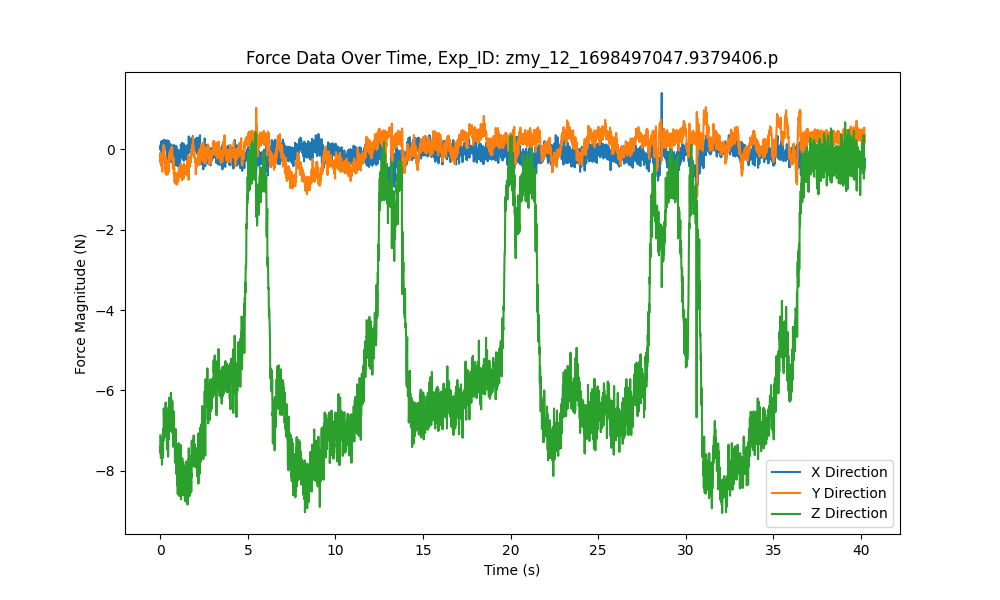 Force Data Over Time, Exp_ID: zmy_12_1698497047.9379406.p
Force Magnitude (N)
0
−2
−4
−6
−8
X Direction
Y Direction
Z Direction
0 5 10 15 20 25 30 35 40
Time (s)